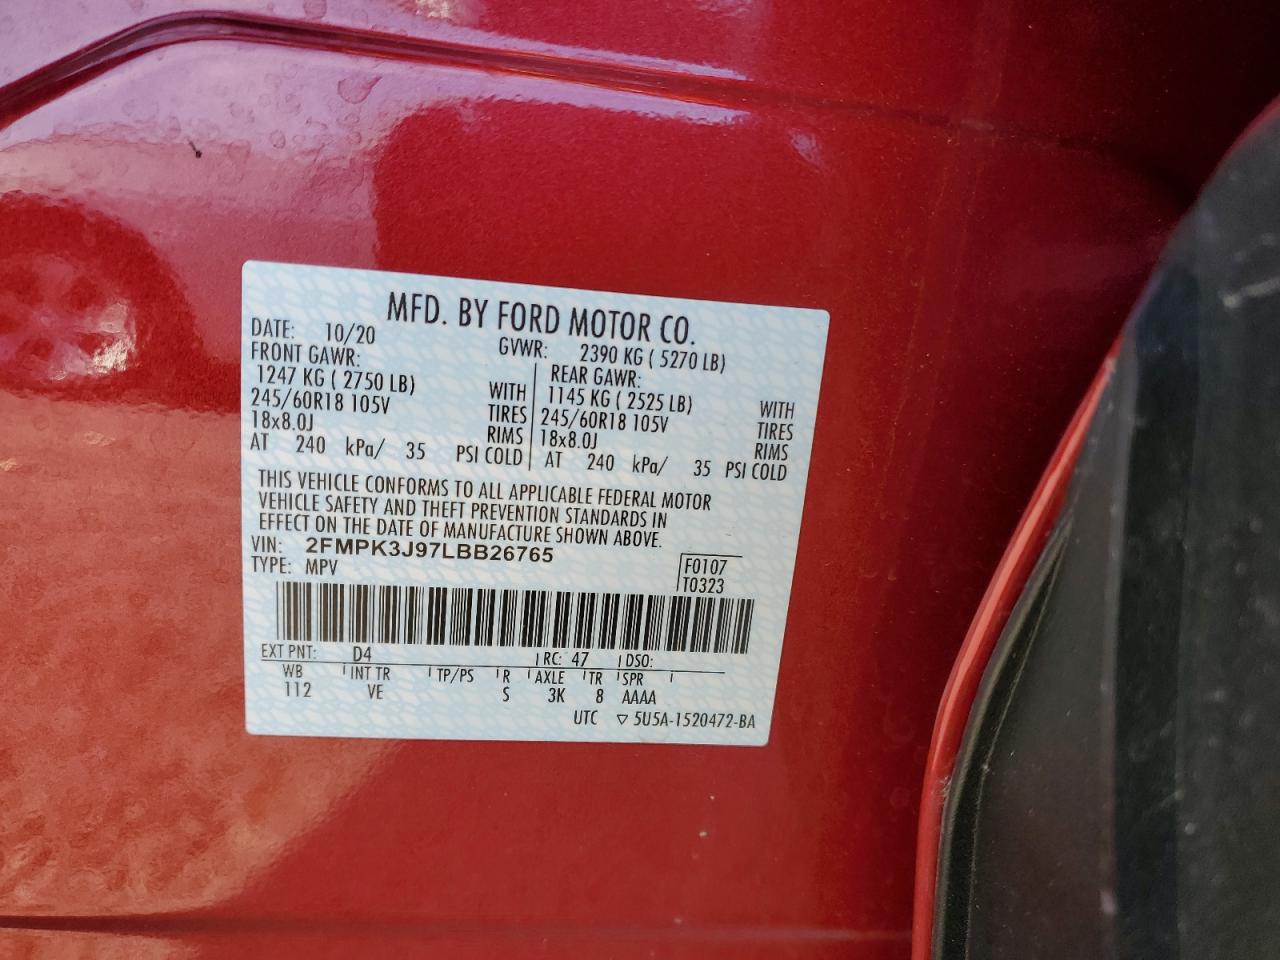 MFD. BY FORD MOTOR CO.
DATE: 10/20 GVWR: 2390 KG ( 5270 LB)
FRONT GAWR: REAR GAWR:
1247 KG ( 2750 LB) WITH 1145 KG ( 2525 LB) WITH
245/60R18 105V TIRES 245/60R18 105V TIRES
18x8.0J RIMS 18x8.0J RIMS
AT 240 kPa/ 35 PSI COLD AT 240 kPa/ 35 PSI COLD
THIS VEHICLE CONFORMS TO ALL APPLICABLE FEDERAL MOTOR
VEHICLE SAFETY AND THEFT PREVENTION STANDARDS IN
EFFECT ON THE DATE OF MANUFACTURE SHOWN ABOVE.
VIN: 2FMPK3J97LBB26765
TYPE: MPV
F0107
T0323
EXT PNT: D4 RC: 47 DSO:
WB INT TR TP/PS R AXLE TR SPR
112 VE S 3K 8 AAAA
UTC ▽ 5U5A-1520472-BA